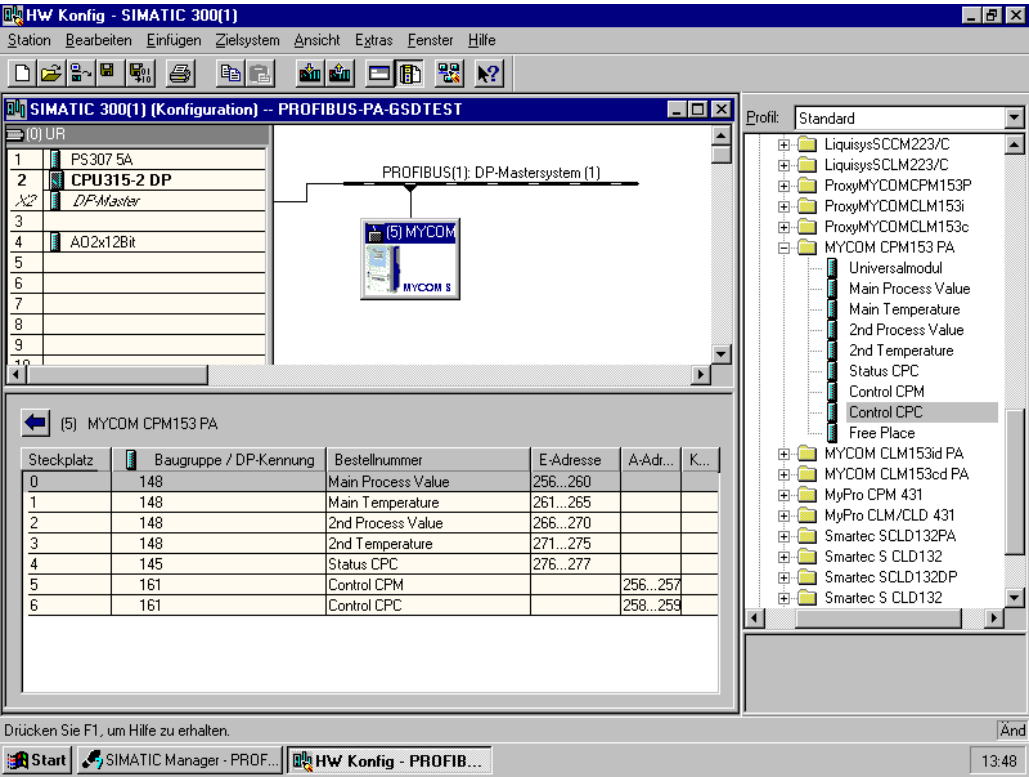 HW Konfig - SIMATIC 300(1)
Station Bearbeiten Einfügen Zielsystem Ansicht Extras Fenster Hilfe
SIMATIC 300(1) (Konfiguration) -- PROFIBUS-PA-GSDTEST
(0) UR
1 PS307 5A
2 CPU315-2 DP
X2 DP-Master
3
4 AO2x12Bit
5
6
7
8
9
10
PROFIBUS(1): DP-Mastersystem (1)
(5) MYCOM
MYCOM S
(5) MYCOM CPM153 PA
Steckplatz Baugruppe / DP-Kennung Bestellnummer E-Adresse A-Adr... K...
0 148 Main Process Value 256...260
1 148 Main Temperature 261...265
2 148 2nd Process Value 266...270
3 148 2nd Temperature 271...275
4 145 Status CPC 276...277
5 161 Control CPM 256...257
6 161 Control CPC 258...259
Profil: Standard
LiquisysSCCM223/C
LiquisysSCLM223/C
ProxyMYCOMCPM153P
ProxyMYCOMCLM153i
ProxyMYCOMCLM153c
MYCOM CPM153 PA
Universalmodul
Main Process Value
Main Temperature
2nd Process Value
2nd Temperature
Status CPC
Control CPM
Control CPC
Free Place
MYCOM CLM153id PA
MYCOM CLM153cd PA
MyPro CPM 431
MyPro CLM/CLD 431
Smartec SCLD132PA
Smartec S CLD132
Smartec SCLD132DP
Smartec S CLD132
Drücken Sie F1, um Hilfe zu erhalten.
Änd
Start SIMATIC Manager - PROF... HW Konfig - PROFIB... 13:48